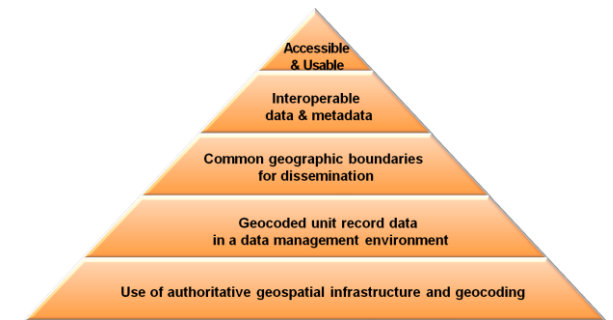 Accessible
& Usable
Interoperable
data & metadata
Common geographic boundaries
for dissemination
Geocoded unit record data
in a data management environment
Use of authoritative geospatial infrastructure and geocoding